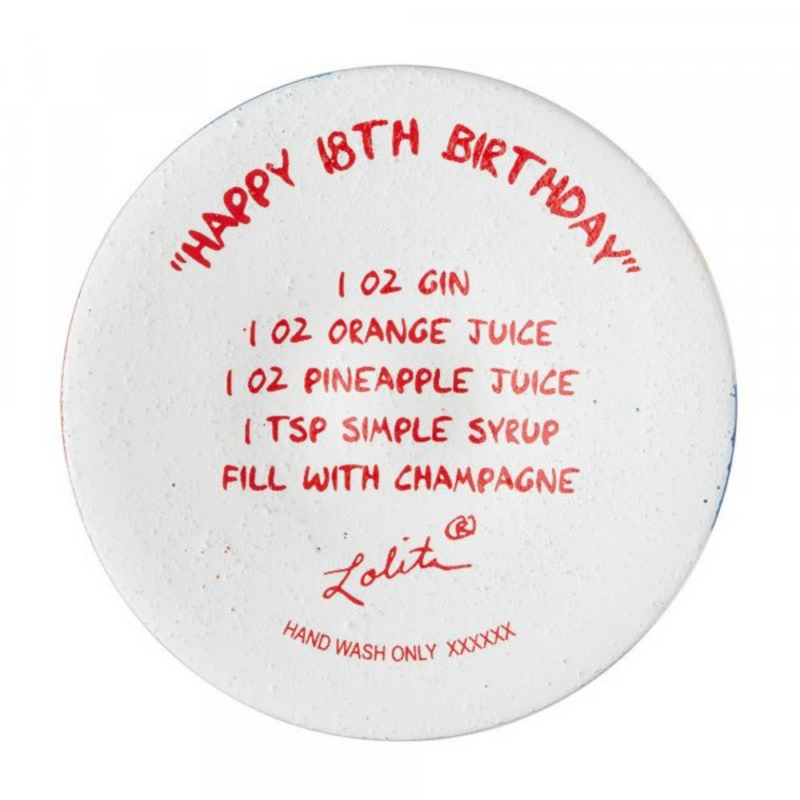 "HAPPY 18TH BIRTHDAY"
1 OZ GIN
1 OZ ORANGE JUICE
1 OZ PINEAPPLE JUICE
1 TSP SIMPLE SYRUP
FILL WITH CHAMPAGNE
Lolita®
HAND WASH ONLY XXXXXX